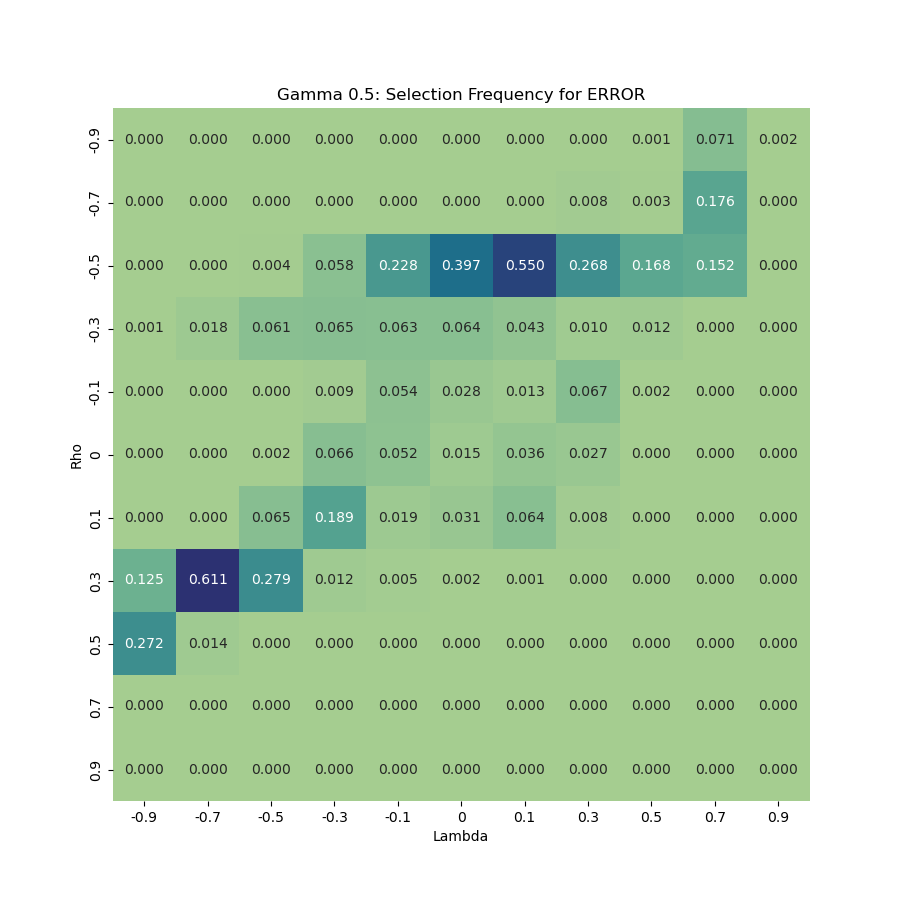 Gamma 0.5: Selection Frequency for ERROR
-0.9 0.000 0.000 0.000 0.000 0.000 0.000 0.000 0.000 0.001 0.071 0.002
-0.7 0.000 0.000 0.000 0.000 0.000 0.000 0.000 0.008 0.003 0.176 0.000
-0.5 0.000 0.000 0.004 0.058 0.228 0.397 0.550 0.268 0.168 0.152 0.000
-0.3 0.001 0.018 0.061 0.065 0.063 0.064 0.043 0.010 0.012 0.000 0.000
-0.1 0.000 0.000 0.000 0.009 0.054 0.028 0.013 0.067 0.002 0.000 0.000
Rho
0 0.000 0.000 0.002 0.066 0.052 0.015 0.036 0.027 0.000 0.000 0.000
0.1 0.000 0.000 0.065 0.189 0.019 0.031 0.064 0.008 0.000 0.000 0.000
0.3 0.125 0.611 0.279 0.012 0.005 0.002 0.001 0.000 0.000 0.000 0.000
0.5 0.272 0.014 0.000 0.000 0.000 0.000 0.000 0.000 0.000 0.000 0.000
0.7 0.000 0.000 0.000 0.000 0.000 0.000 0.000 0.000 0.000 0.000 0.000
0.9 0.000 0.000 0.000 0.000 0.000 0.000 0.000 0.000 0.000 0.000 0.000
-0.9 -0.7 -0.5 -0.3 -0.1 0 0.1 0.3 0.5 0.7 0.9
Lambda